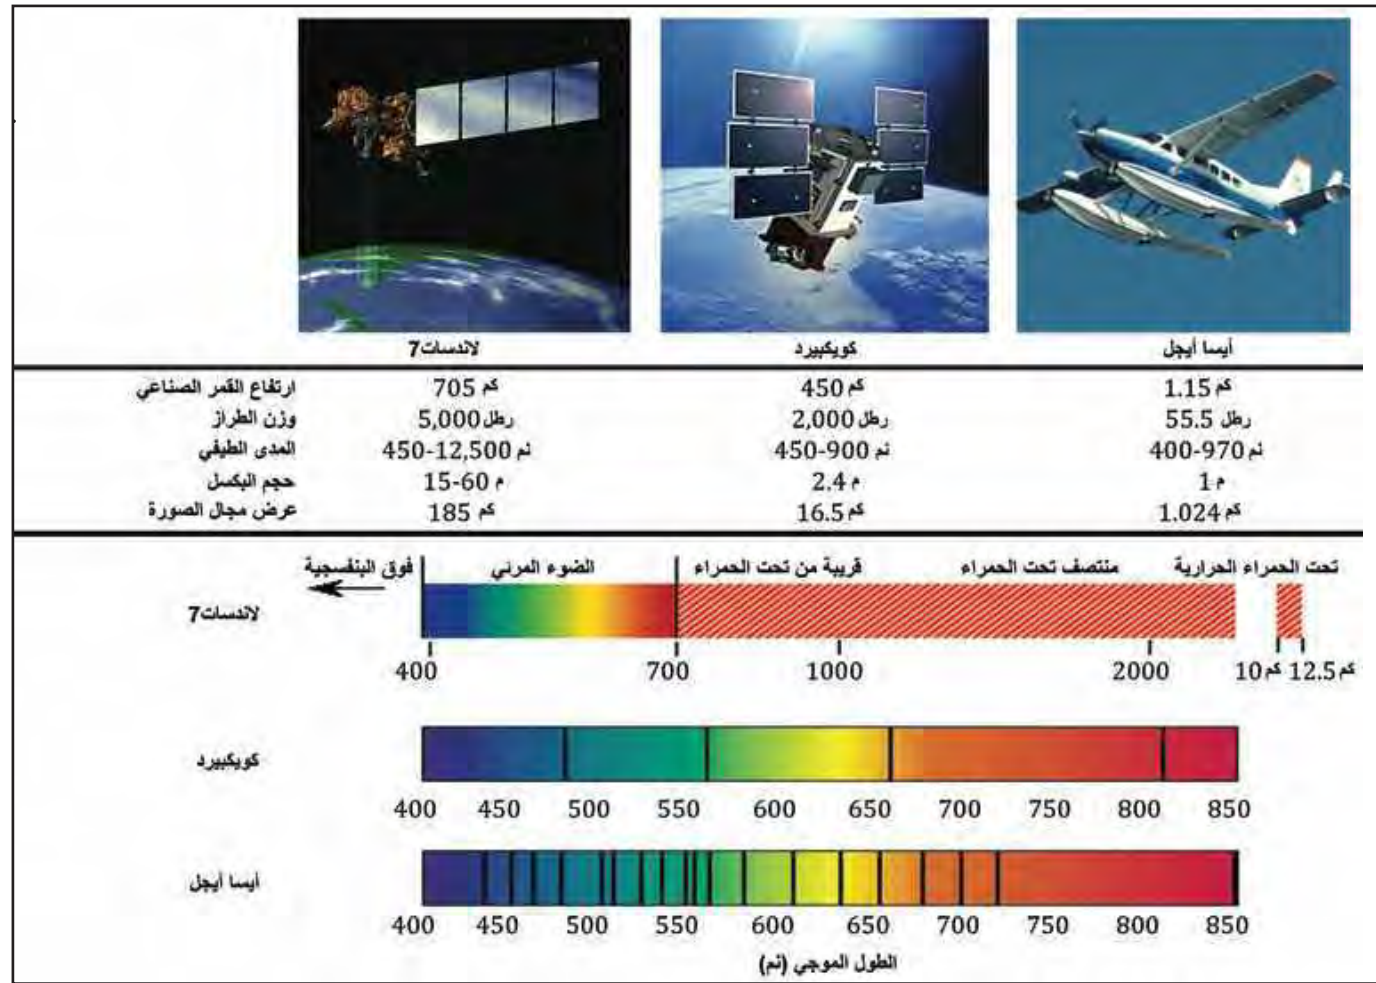 لاندسات7 كويكبيرد أيسا أيجل
ارتفاع القمر الصناعي 705 كم 450 كم 1.15 كم
وزن الطراز 5,000 رطل 2,000 رطل 55.5 رطل
المدى الطيفي 450-12,500 نم 450-900 نم 400-970 نم
حجم البكسل 15-60 م 2.4 م 1 م
عرض مجال الصورة 185 كم 16.5 كم 1.024 كم
فوق البنفسجية الضوء المرئي قريبة من تحت الحمراء منتصف تحت الحمراء تحت الحمراء الحرارية
لاندسات7
400 700 1000 2000 10 كم 12.5 كم
كويكبيرد
400 450 500 550 600 650 700 750 800 850
أيسا أيجل
400 450 500 550 600 650 700 750 800 850
الطول الموجي (نم)